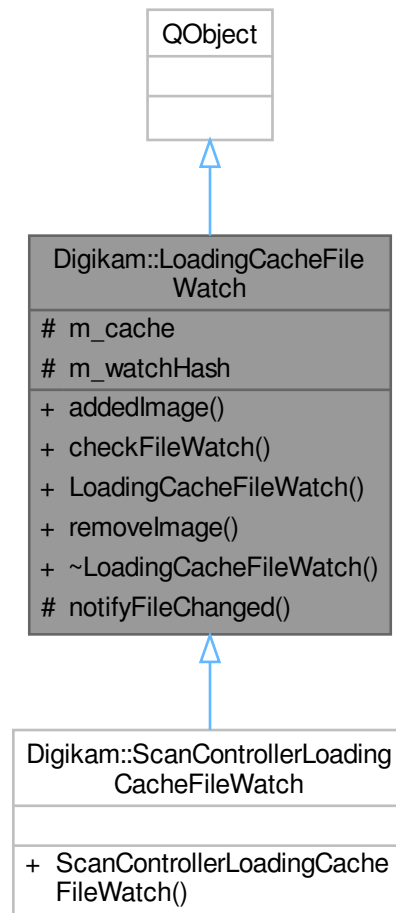 QObject
Digikam::LoadingCacheFile
Watch
# m_cache
# m_watchHash
+ addedImage()
+ checkFileWatch()
+ LoadingCacheFileWatch()
+ removeImage()
+ ~LoadingCacheFileWatch()
# notifyFileChanged()
Digikam::ScanControllerLoading
CacheFileWatch
+ ScanControllerLoadingCache
FileWatch()